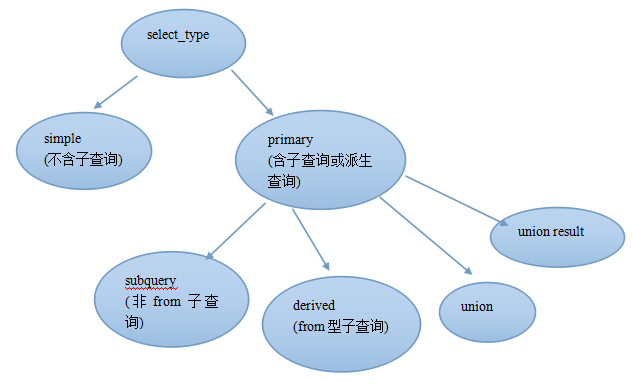 select_type
simple
(不含子查询)
primary
(含子查询或派生
查询)
union result
subquery
(非 from 子查
询)
derived
(from 型子查询)
union